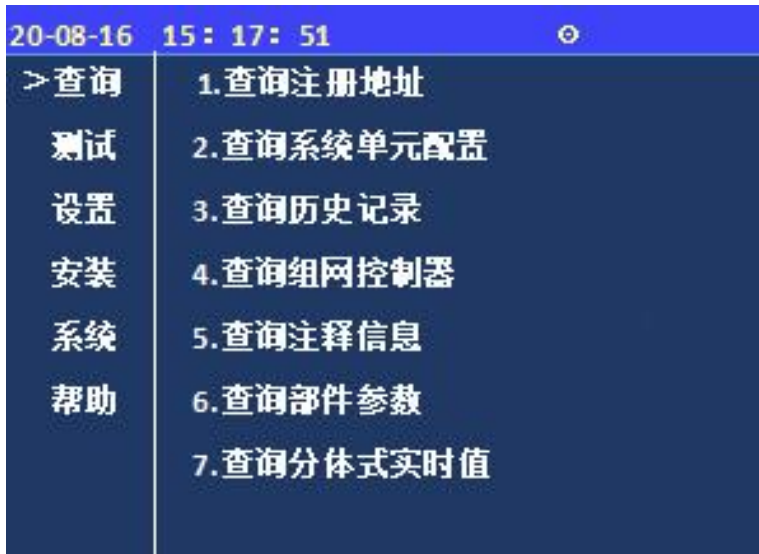 20-08-16 15：17：51
>查询 1.查询注册地址
测试 2.查询系统单元配置
设置 3.查询历史记录
安装 4.查询组网控制器
系统 5.查询注释信息
帮助 6.查询部件参数
7.查询分体式实时值